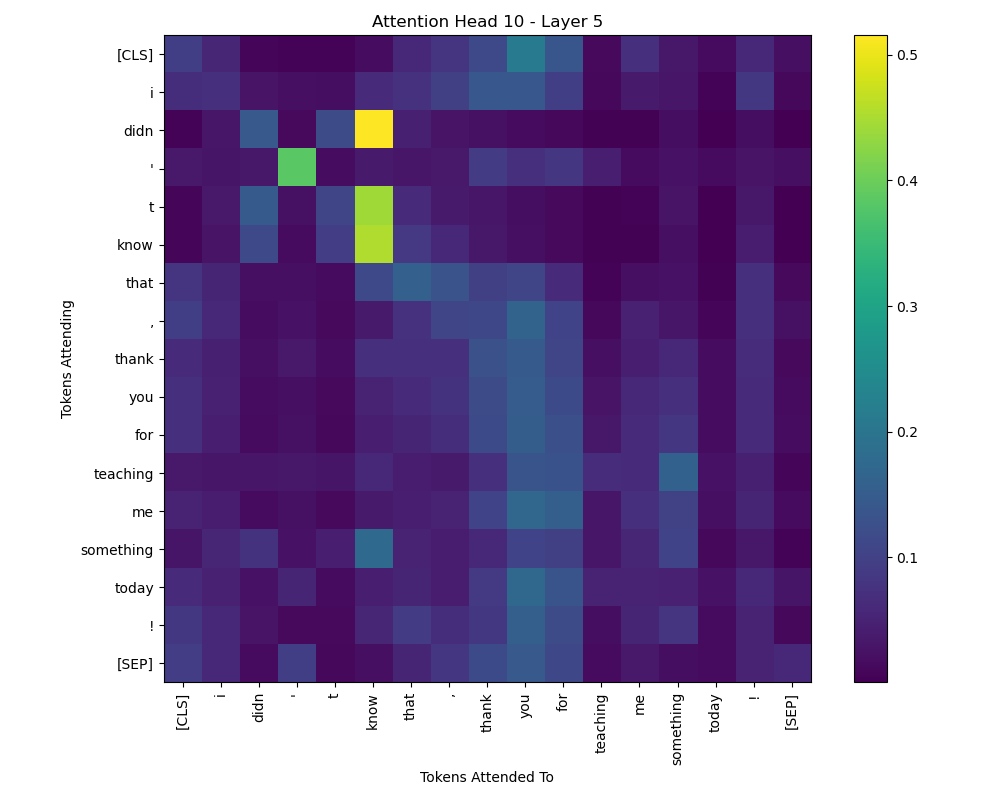 Attention Head 10 - Layer 5
[CLS]
i
didn
'
t
know
that
,
thank
you
for
teaching
me
something
today
!
[SEP]
Tokens Attending
[CLS]
i
didn
'
t
know
that
,
thank
you
for
teaching
me
something
today
!
[SEP]
Tokens Attended To
0.5
0.4
0.3
0.2
0.1